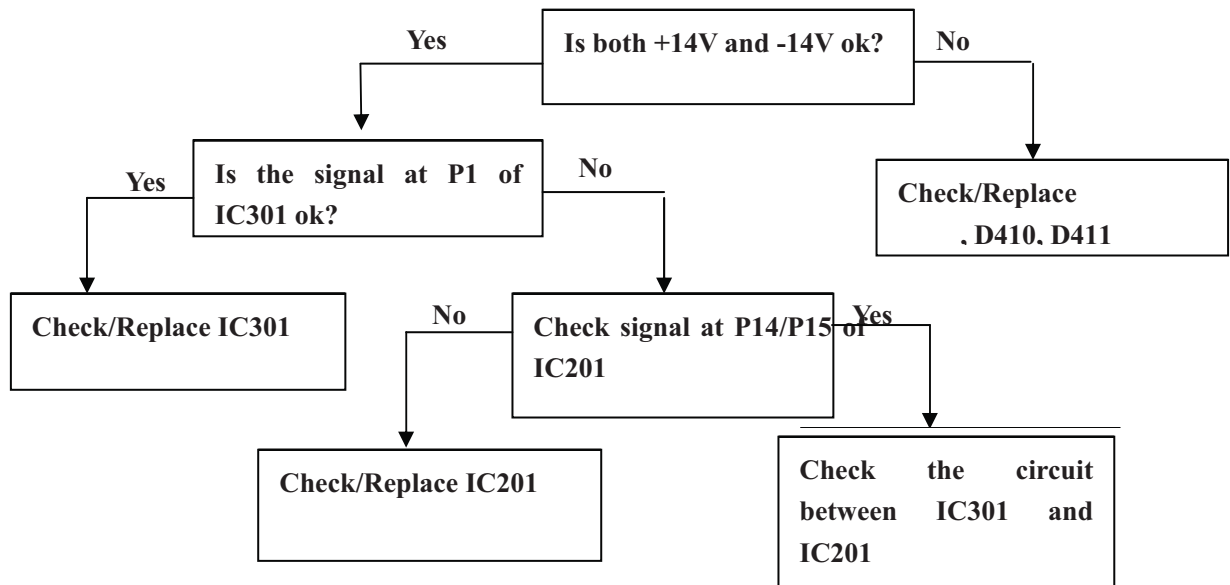 Yes
Is both +14V and -14V ok?
No
Yes
Is the signal at P1 of
IC301 ok?
No
Check/Replace
, D410, D411
Check/Replace IC301
No
Check signal at P14/P15 of
IC201
Yes
Check/Replace IC201
Check the circuit
between IC301 and
IC201